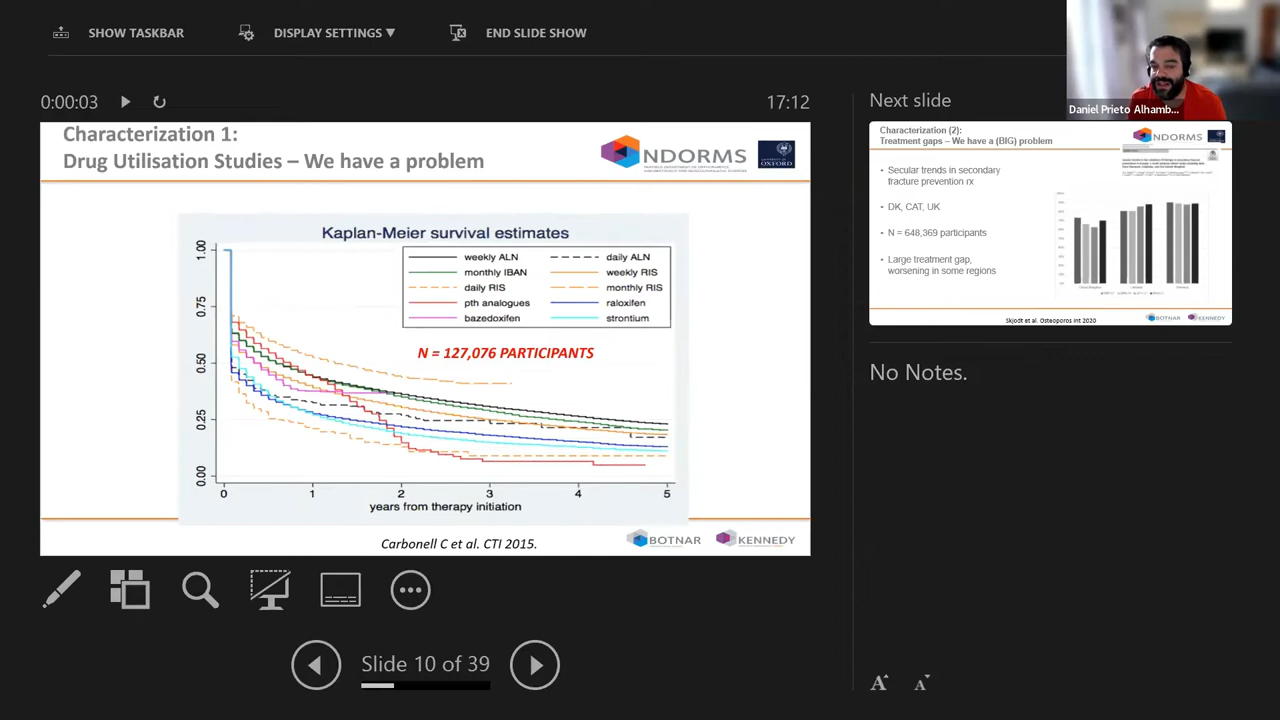 SHOW TASKBAR
DISPLAY SETTINGS ▼
END SLIDE SHOW
Daniel Prieto Alhamb...
0:00:03
17:12
Characterization 1:
Drug Utilisation Studies – We have a problem
NDORMS
UNIVERSITY OF
OXFORD
Kaplan-Meier survival estimates
weekly ALN
daily ALN
monthly IBAN
weekly RIS
daily RIS
monthly RIS
pth analogues
raloxifen
bazedoxifen
strontium
N = 127,076 PARTICIPANTS
1.00
0.75
0.50
0.25
0.00
0 1 2 3 4 5
years from therapy initiation
Carbonell C et al. CTI 2015.
BOTNAR
KENNEDY
Slide 10 of 39
Next slide
Characterization (2):
Treatment gaps – We have a (BIG) problem
NDORMS
• Secular trends in secondary
fracture prevention rx
• DK, CAT, UK
• N = 648,369 participants
• Large treatment gap,
worsening in some regions
Skjodt et al. Osteoporos int 2020
BOTNAR
KENNEDY
No Notes.
A A